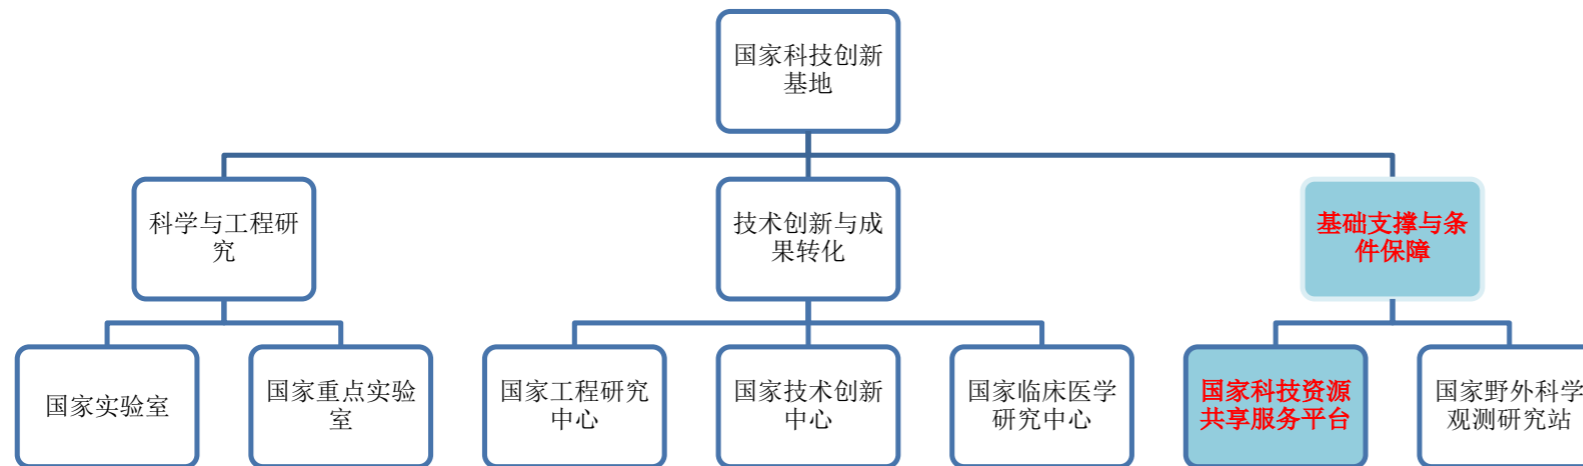 国家科技创新
基地
科学与工程研
究
技术创新与成
果转化
基础支撑与条
件保障
国家实验室
国家重点实验
室
国家工程研究
中心
国家技术创新
中心
国家临床医学
研究中心
国家科技资源
共享服务平台
国家野外科学
观测研究站